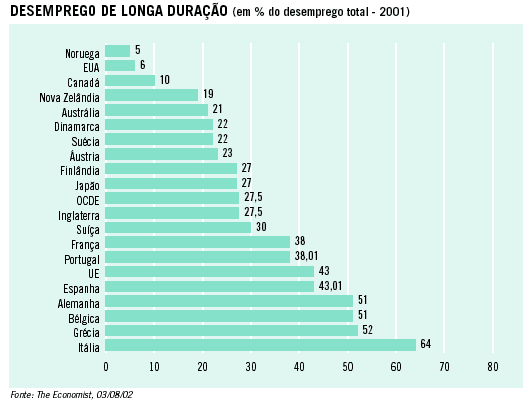 DESEMPREGO DE LONGA DURAÇÃO (em % do desemprego total - 2001)
Noruega 5
EUA 6
Canadá 10
Nova Zelândia 19
Austrália 21
Dinamarca 22
Suécia 22
Áustria 23
Finlândia 27
Japão 27
OCDE 27,5
Inglaterra 27,5
Suíça 30
França 38
Portugal 38,01
UE 43
Espanha 43,01
Alemanha 51
Bélgica 51
Grécia 52
Itália 64
0 10 20 30 40 50 60 70 80
Fonte: The Economist, 03/08/02